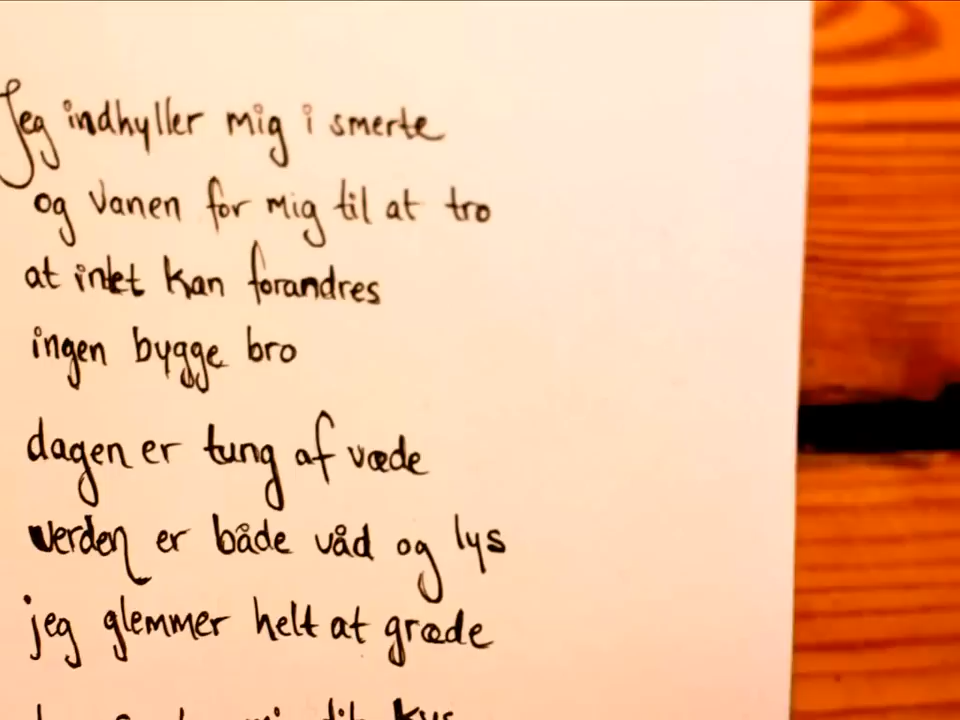 Jeg indhyller mig i smerte
og vanen får mig til at tro
at intet kan forandres
ingen bygge bro
dagen er tung af væde
verden er både våd og lys
jeg glemmer helt at græde